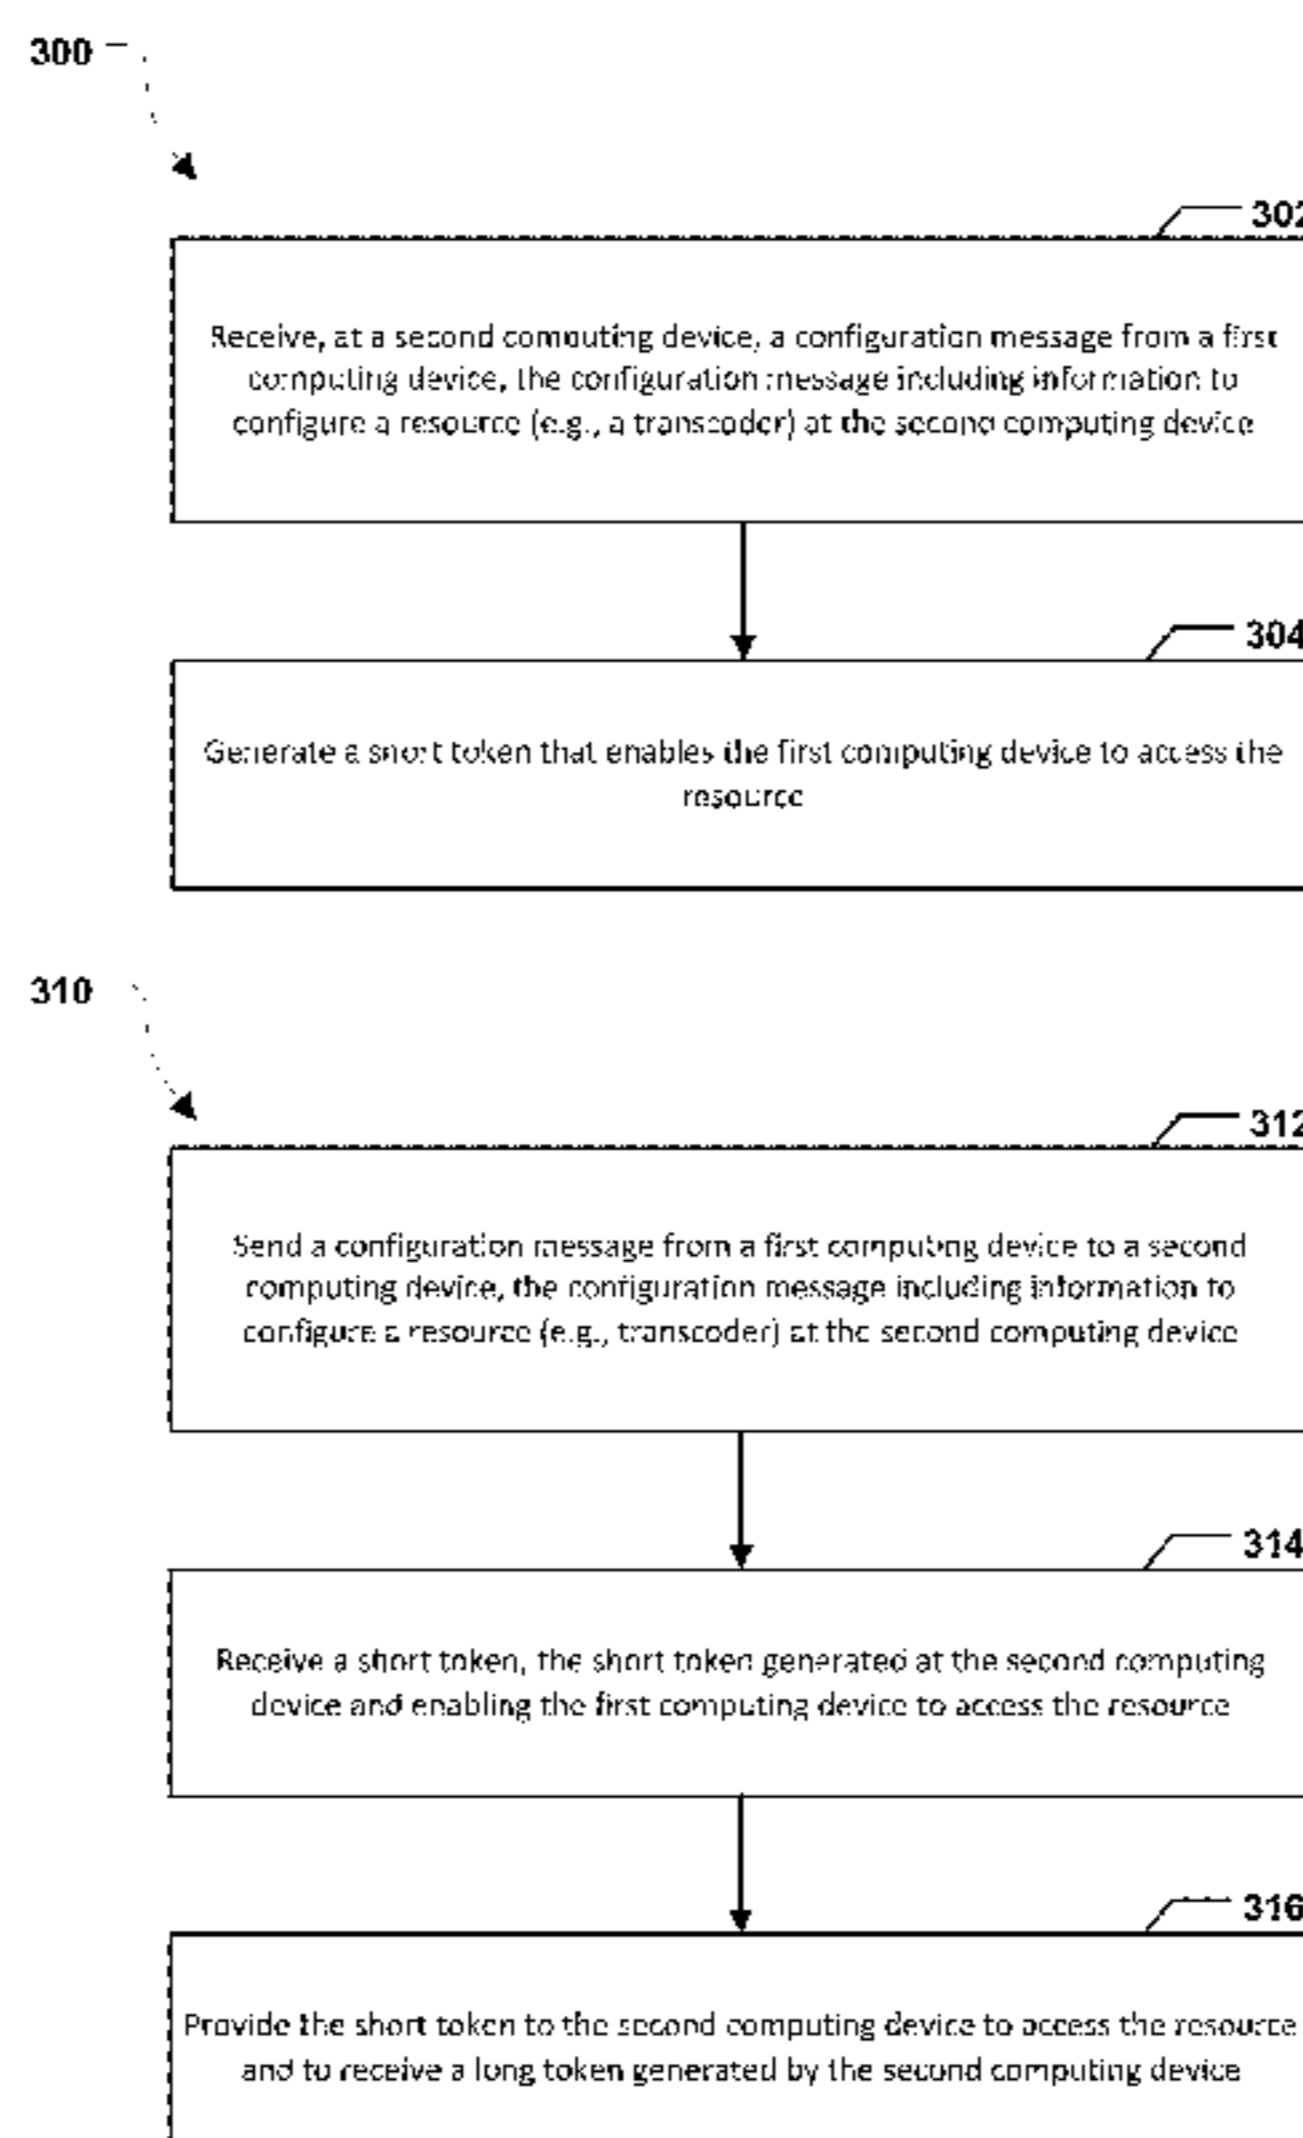 300
302
Receive, at a second computing device, a configuration message from a first
computing device, the configuration message including information to
configure a resource (e.g., a transcoder) at the second computing device
304
Generate a short token that enables the first computing device to access the
resource
310
312
Send a configuration message from a first computing device to a second
computing device, the configuration message including information to
configure a resource (e.g., transcoder) at the second computing device
314
Receive a short token, the short token generated at the second computing
device and enabling the first computing device to access the resource
316
Provide the short token to the second computing device to access the resource
and to receive a long token generated by the second computing device